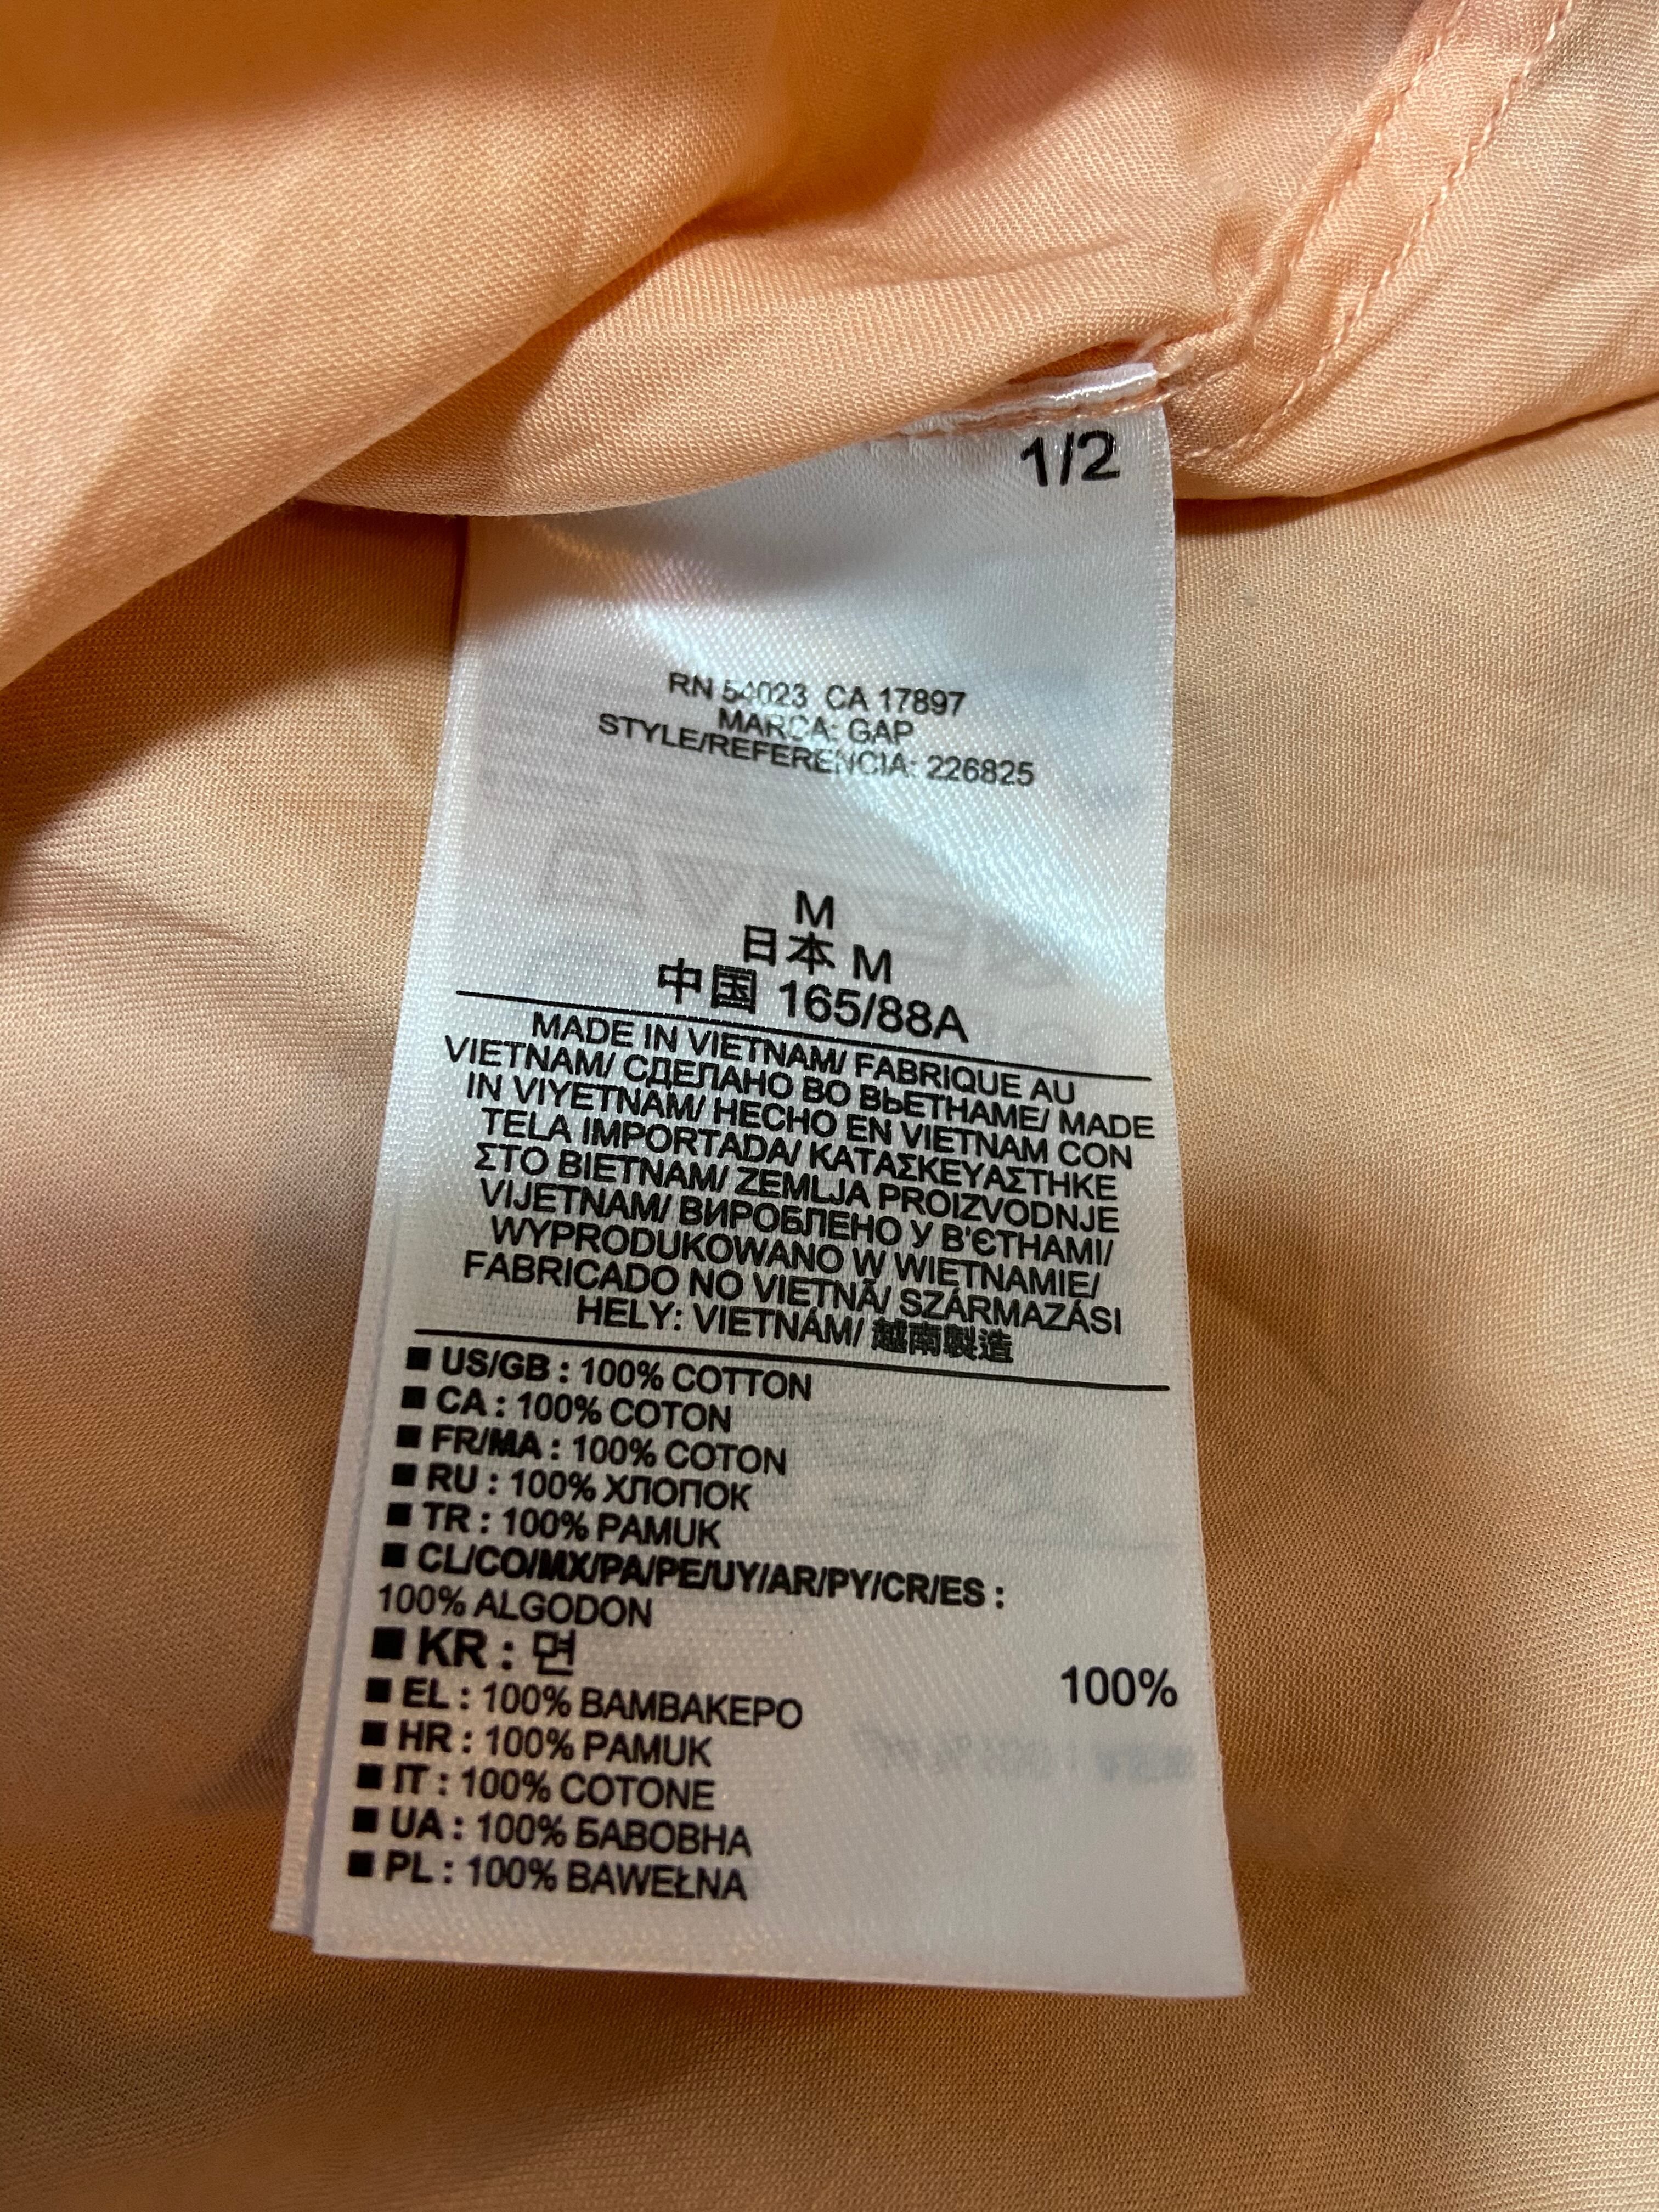 1/2
RN 54023 CA 17897
MARCA: GAP
STYLE/REFERENCIA: 226825
M
日本 M
中国 165/88A
MADE IN VIETNAM/ FABRIQUE AU
VIETNAM/ СДЕЛАНО ВО ВЬЕТНАМЕ/ MADE
IN VIYETNAM/ HECHO EN VIETNAM CON
TELA IMPORTADA/ ΚΑΤΑΣΚΕΥΑΣΤΗΚΕ
ΣΤΟ ΒΙΕΤΝΑΜ/ ZEMLJA PROIZVODNJE
VIJETNAM/ ВИРОБЛЕНО У В'ЄТНАМІ/
WYPRODUKOWANO W WIETNAMIE/
FABRICADO NO VIETNÃ/ SZÁRMAZÁSI
HELY: VIETNÁM/ 越南製造
■ US/GB : 100% COTTON
■ CA : 100% COTON
■ FR/MA : 100% COTON
■ RU : 100% ХЛОПОК
■ TR : 100% PAMUK
■ CL/CO/MX/PA/PE/UY/AR/PY/CR/ES :
100% ALGODON
■ KR : 면 100%
■ EL : 100% ΒΑΜΒΑΚΕΡΟ
■ HR : 100% PAMUK
■ IT : 100% COTONE
■ UA : 100% БАВОВНА
■ PL : 100% BAWEŁNA